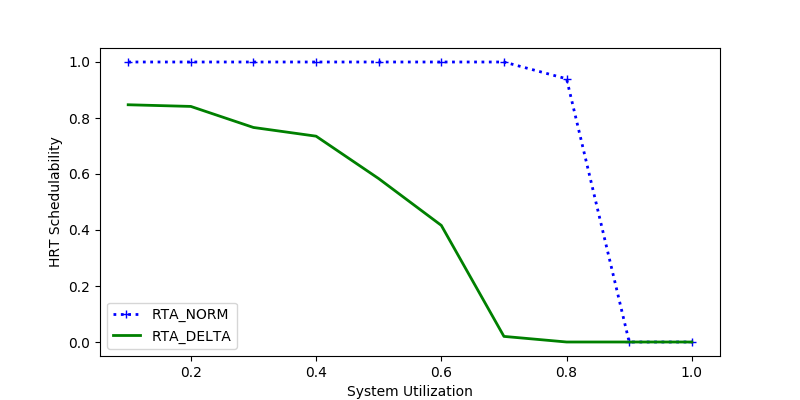 1.0
0.8
0.6
0.4
0.2
0.0
HRT Schedulability
RTA_NORM
RTA_DELTA
0.2 0.4 0.6 0.8 1.0
System Utilization